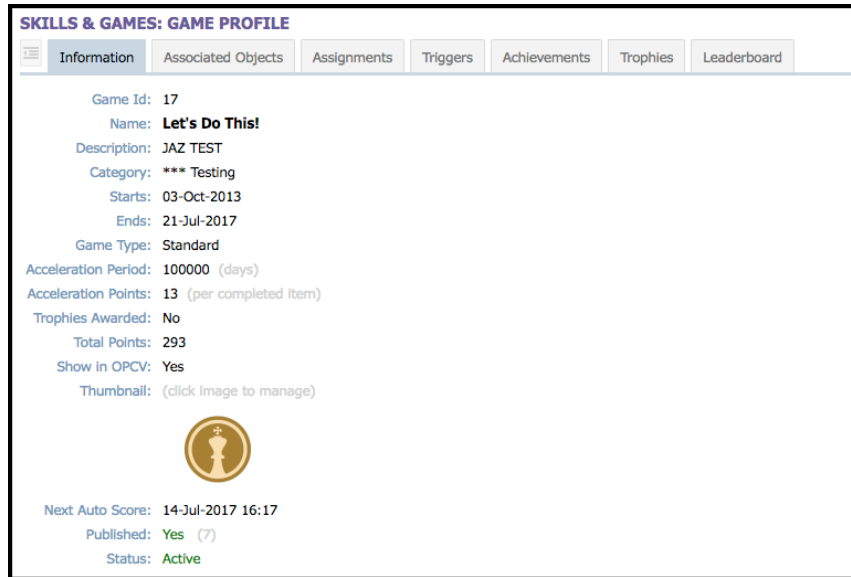 SKILLS & GAMES: GAME PROFILE
Information Associated Objects Assignments Triggers Achievements Trophies Leaderboard
Game Id: 17
Name: Let's Do This!
Description: JAZ TEST
Category: *** Testing
Starts: 03-Oct-2013
Ends: 21-Jul-2017
Game Type: Standard
Acceleration Period: 100000 (days)
Acceleration Points: 13 (per completed item)
Trophies Awarded: No
Total Points: 293
Show in OPCV: Yes
Thumbnail: (click image to manage)
Next Auto Score: 14-Jul-2017 16:17
Published: Yes (7)
Status: Active